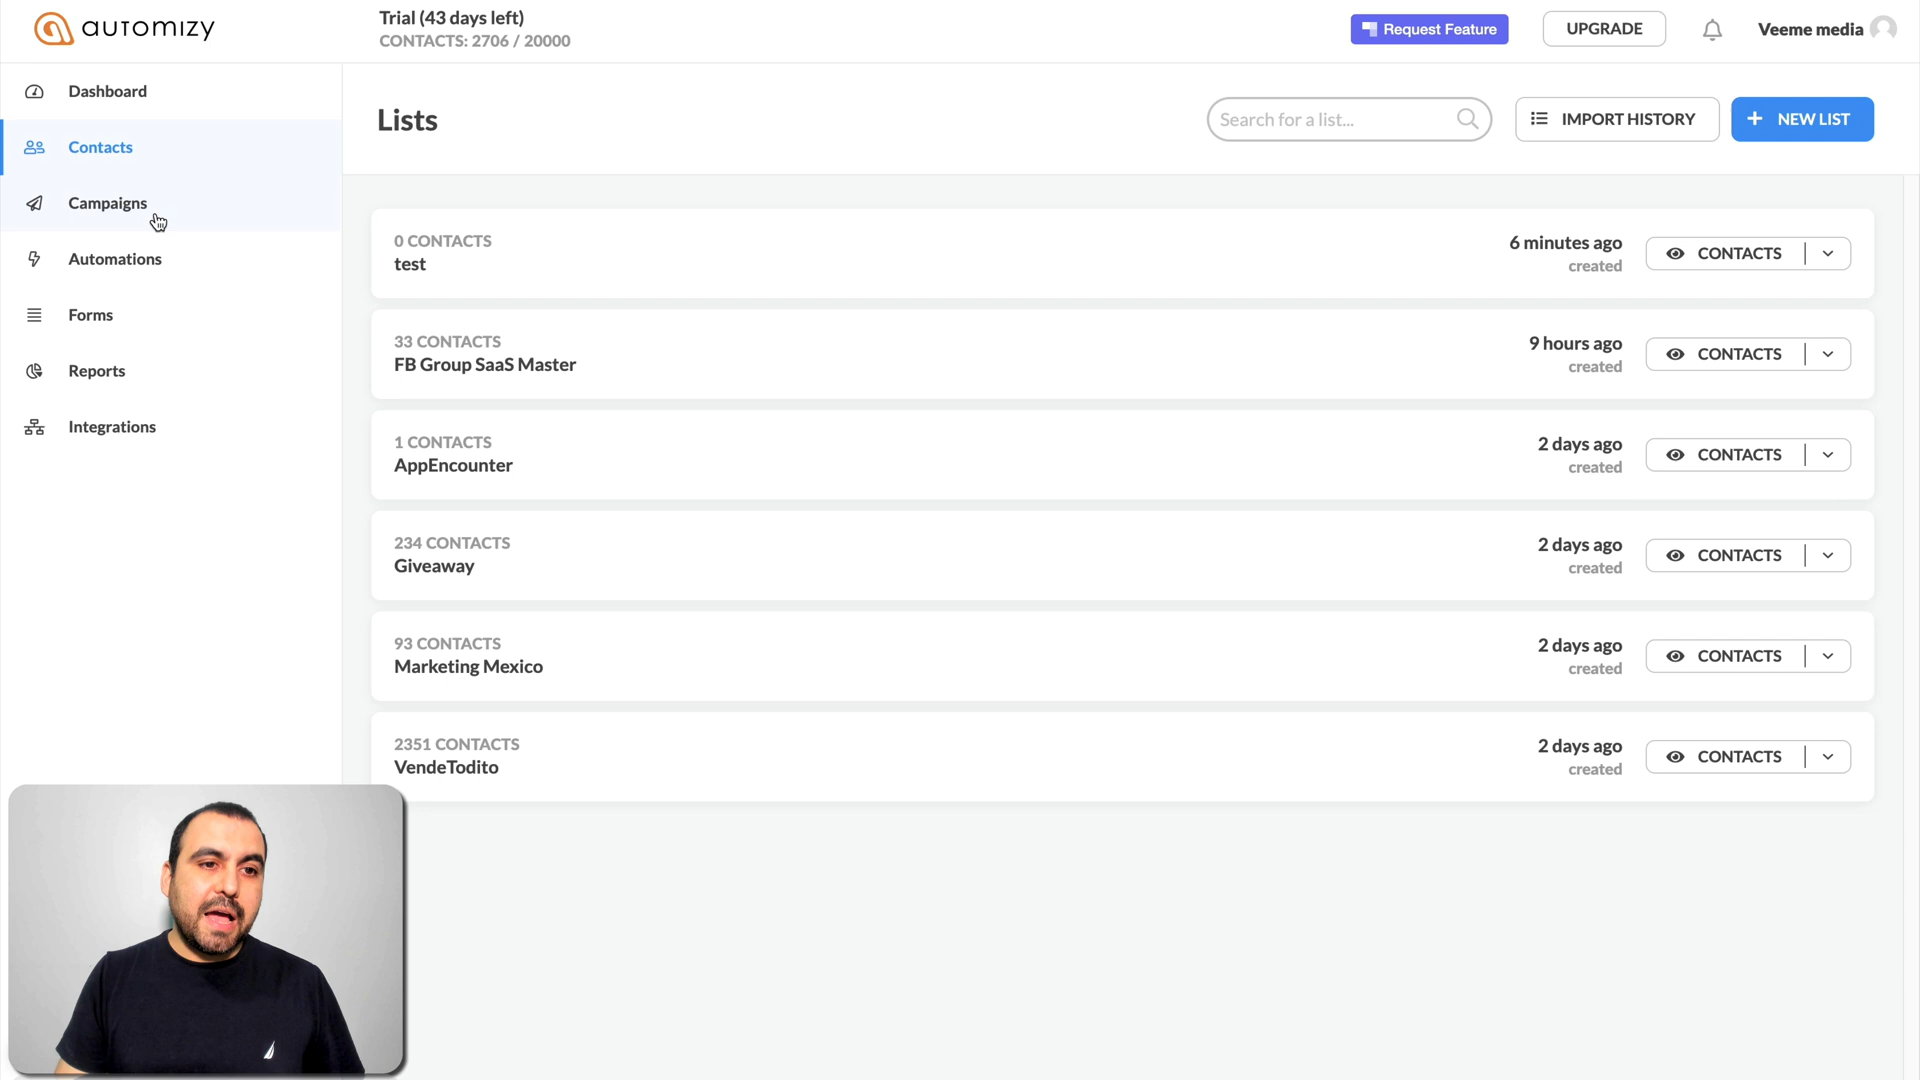 automizy
Trial (43 days left)
CONTACTS: 2706 / 20000
Request Feature
UPGRADE
Veeme media
Dashboard
Contacts
Campaigns
Automations
Forms
Reports
Integrations
Lists
Search for a list...
IMPORT HISTORY
+ NEW LIST
0 CONTACTS
test
6 minutes ago
created
CONTACTS
33 CONTACTS
FB Group SaaS Master
9 hours ago
created
CONTACTS
1 CONTACTS
AppEncounter
2 days ago
created
CONTACTS
234 CONTACTS
Giveaway
2 days ago
created
CONTACTS
93 CONTACTS
Marketing Mexico
2 days ago
created
CONTACTS
2351 CONTACTS
VendeTodito
2 days ago
created
CONTACTS